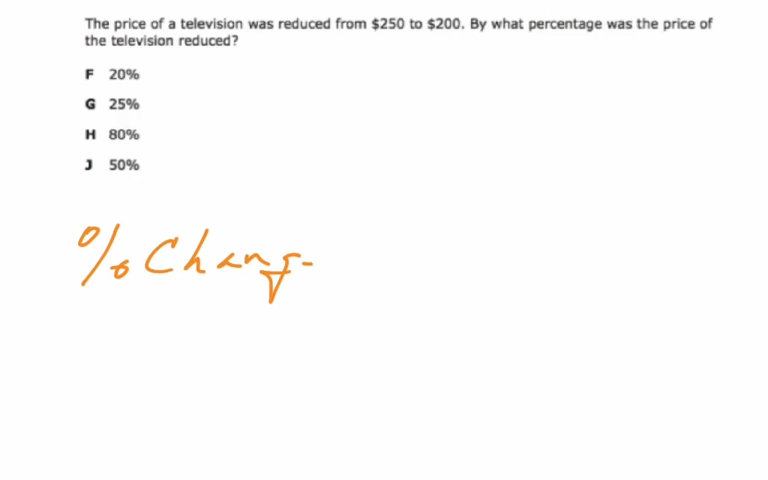 The price of a television was reduced from $250 to $200. By what percentage was the price of
the television reduced?
F 20%
G 25%
H 80%
J 50%
% Chang